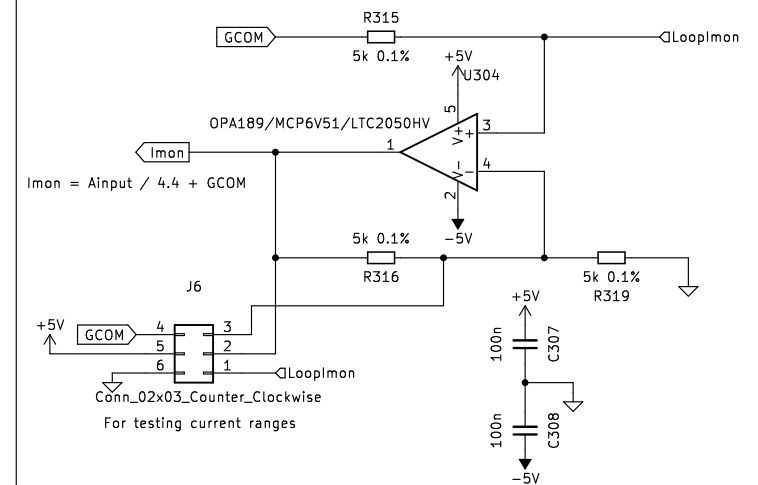 R315
GCOM
LoopImon
5k 0.1%
+5V
U304
5
OPA189/MCP6V51/LTC2050HV
V+
+
3
Imon
1
4
V-
-
Imon = Ainput / 4.4 + GCOM
2
-5V
5k 0.1%
R316
5k 0.1%
R319
J6
+5V
+5V
GCOM
4
3
5
2
6
1
LoopImon
100n
C307
Conn_02x03_Counter_Clockwise
For testing current ranges
100n
C308
-5V